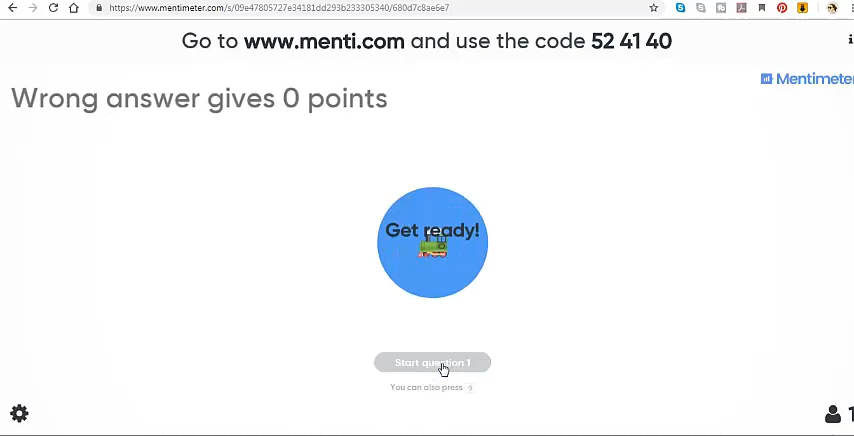 https://www.mentimeter.com/s/09e47805727e34181dd293b233305340/680d7c8ae6e7
Go to www.menti.com and use the code 52 41 40
Mentimeter
Wrong answer gives 0 points
Get ready!
Start question 1
You can also press →
1